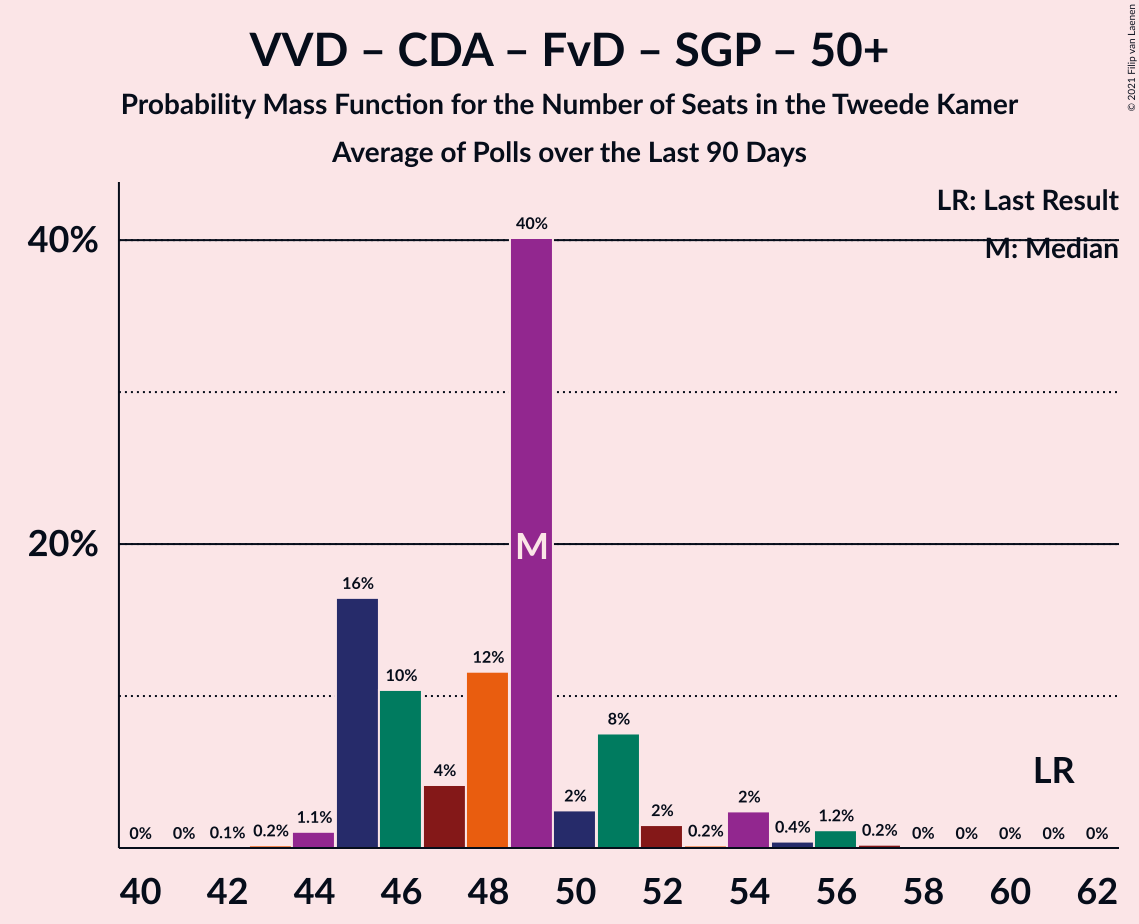 VVD – CDA – FvD – SGP – 50+
Probability Mass Function for the Number of Seats in the Tweede Kamer
Average of Polls over the Last 90 Days
© 2021 Filip van Laenen
LR: Last Result
M: Median
40%
20%
0% 0% 0.1% 0.2% 1.1% 16% 10% 4% 12% 40% 2% 8% 2% 0.2% 2% 0.4% 1.2% 0.2% 0% 0% 0% 0% 0%
M
LR
40 42 44 46 48 50 52 54 56 58 60 62